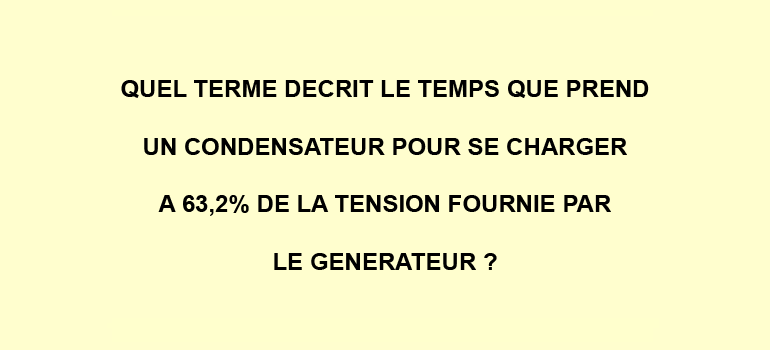 QUEL TERME DECRIT LE TEMPS QUE PREND
UN CONDENSATEUR POUR SE CHARGER
A 63,2% DE LA TENSION FOURNIE PAR
LE GENERATEUR ?